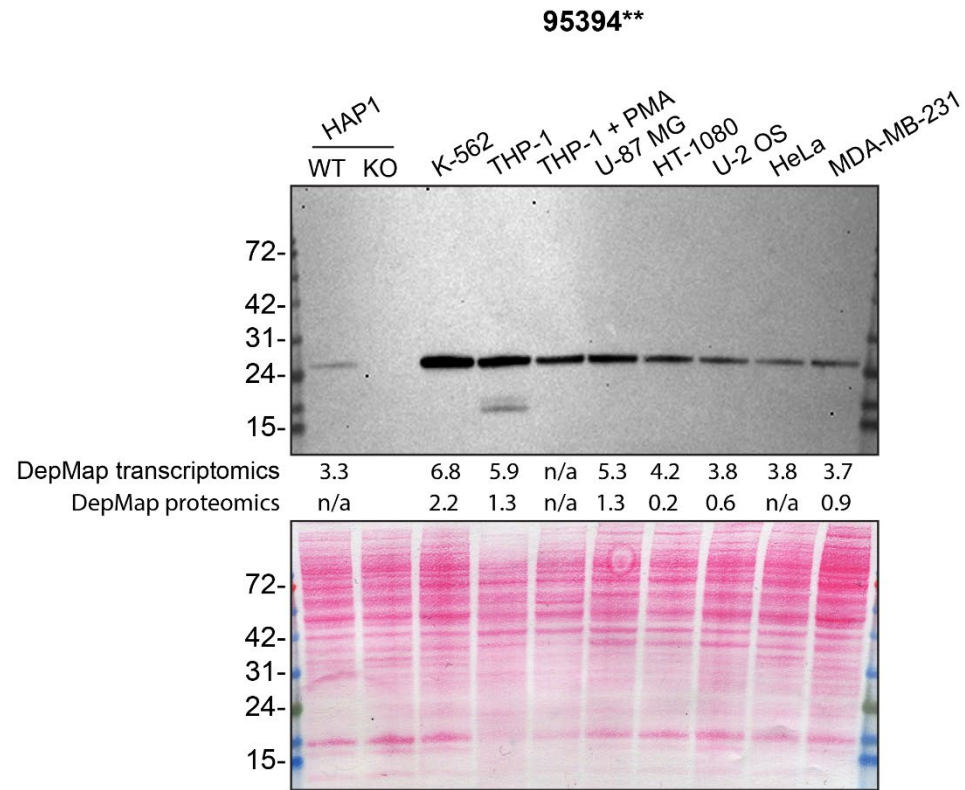 95394**
HAP1
WT KO K-562 THP-1 THP-1 + PMA U-87 MG HT-1080 U-2 OS HeLa MDA-MB-231
72-
42-
31-
24-
15-
DepMap transcriptomics 3.3 6.8 5.9 n/a 5.3 4.2 3.8 3.8 3.7
DepMap proteomics n/a 2.2 1.3 n/a 1.3 0.2 0.6 n/a 0.9
72-
42-
31-
24-
15-